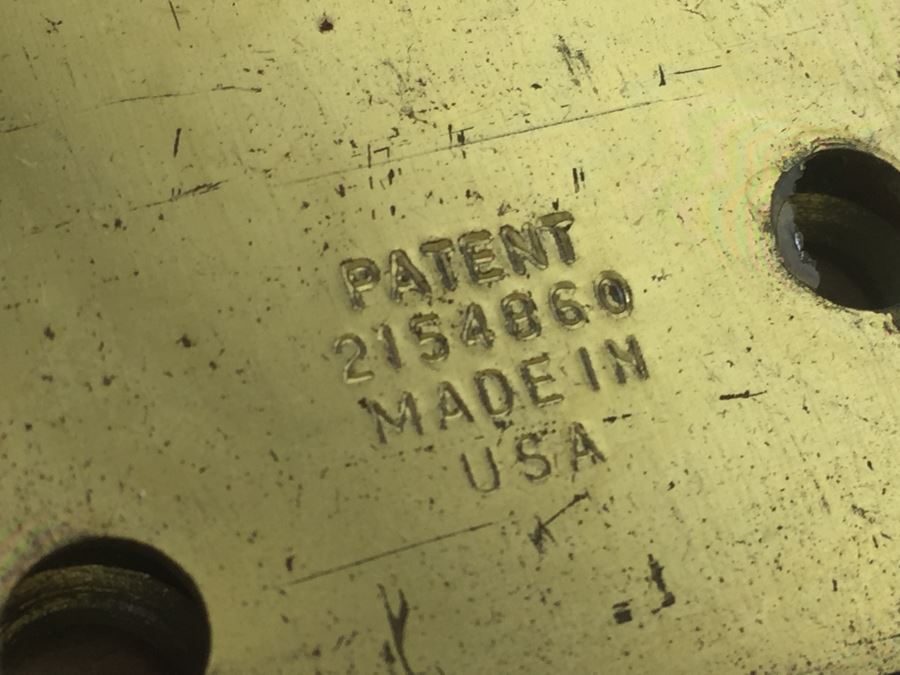 PATENT
2154860
MADE IN
USA